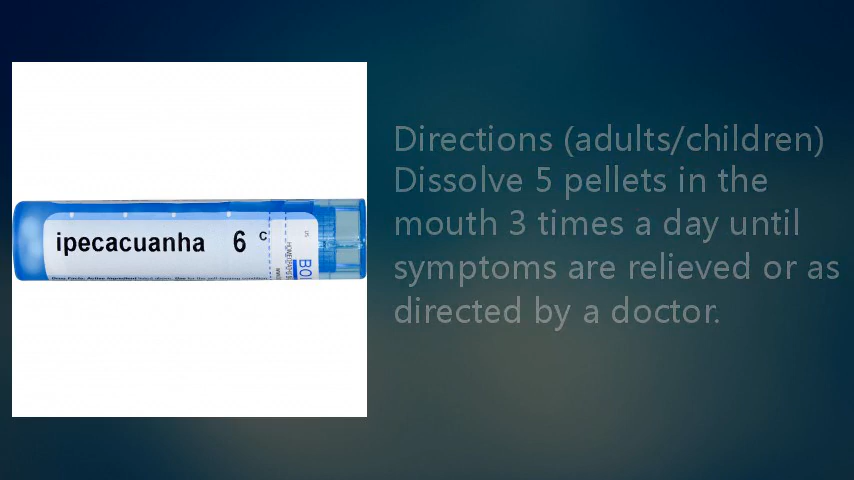 ipecacuanha 6 C
BOI
Directions (adults/children)
Dissolve 5 pellets in the
mouth 3 times a day until
symptoms are relieved or as
directed by a doctor.